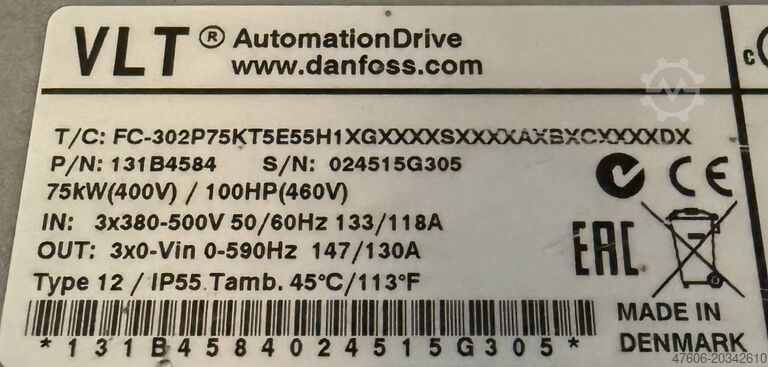 VLT® AutomationDrive
www.danfoss.com
T/C: FC-302P75KT5E55H1XGXXXXSXXXXAXBXCXXXXDX
P/N: 131B4584 S/N: 024515G305
75kW(400V) / 100HP(460V)
IN: 3x380-500V 50/60Hz 133/118A
OUT: 3x0-Vin 0-590Hz 147/130A
Type 12 / IP55 Tamb. 45°C/113°F
*131B4584024515G305*
c
CE
EAC
MADE IN
DENMARK
47606-20342610